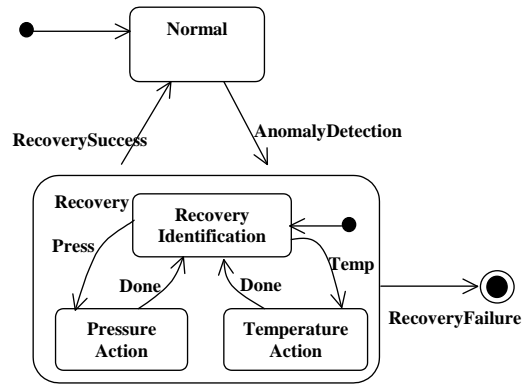 Normal
RecoverySuccess
AnomalyDetection
Recovery
Recovery
Identification
Press
Temp
Done
Done
Pressure
Action
Temperature
Action
RecoveryFailure